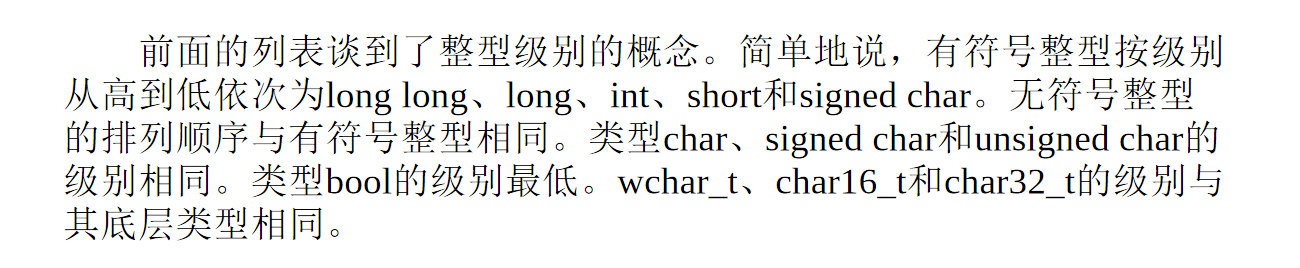 前面的列表谈到了整型级别的概念。简单地说，有符号整型按级别
从高到低依次为long long、long、int、short和signed char。无符号整型
的排列顺序与有符号整型相同。类型char、signed char和unsigned char的
级别相同。类型bool的级别最低。wchar_t、char16_t和char32_t的级别与
其底层类型相同。